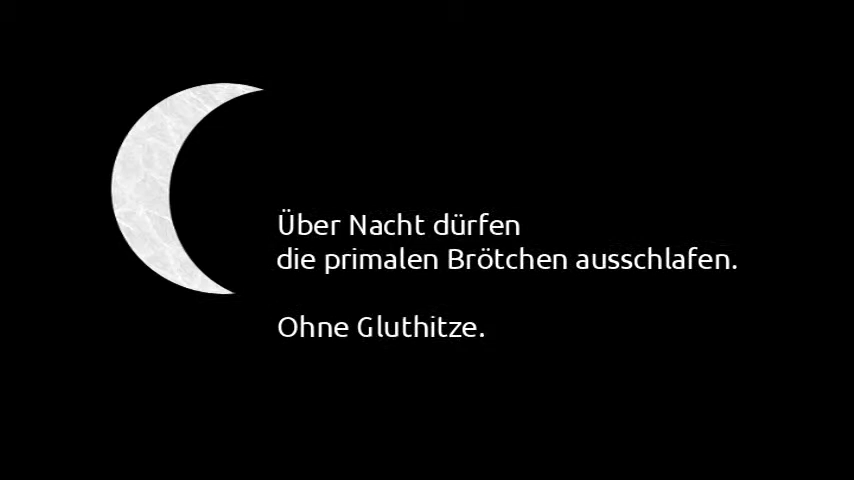 Über Nacht dürfen
die primalen Brötchen ausschlafen.
Ohne Gluthitze.